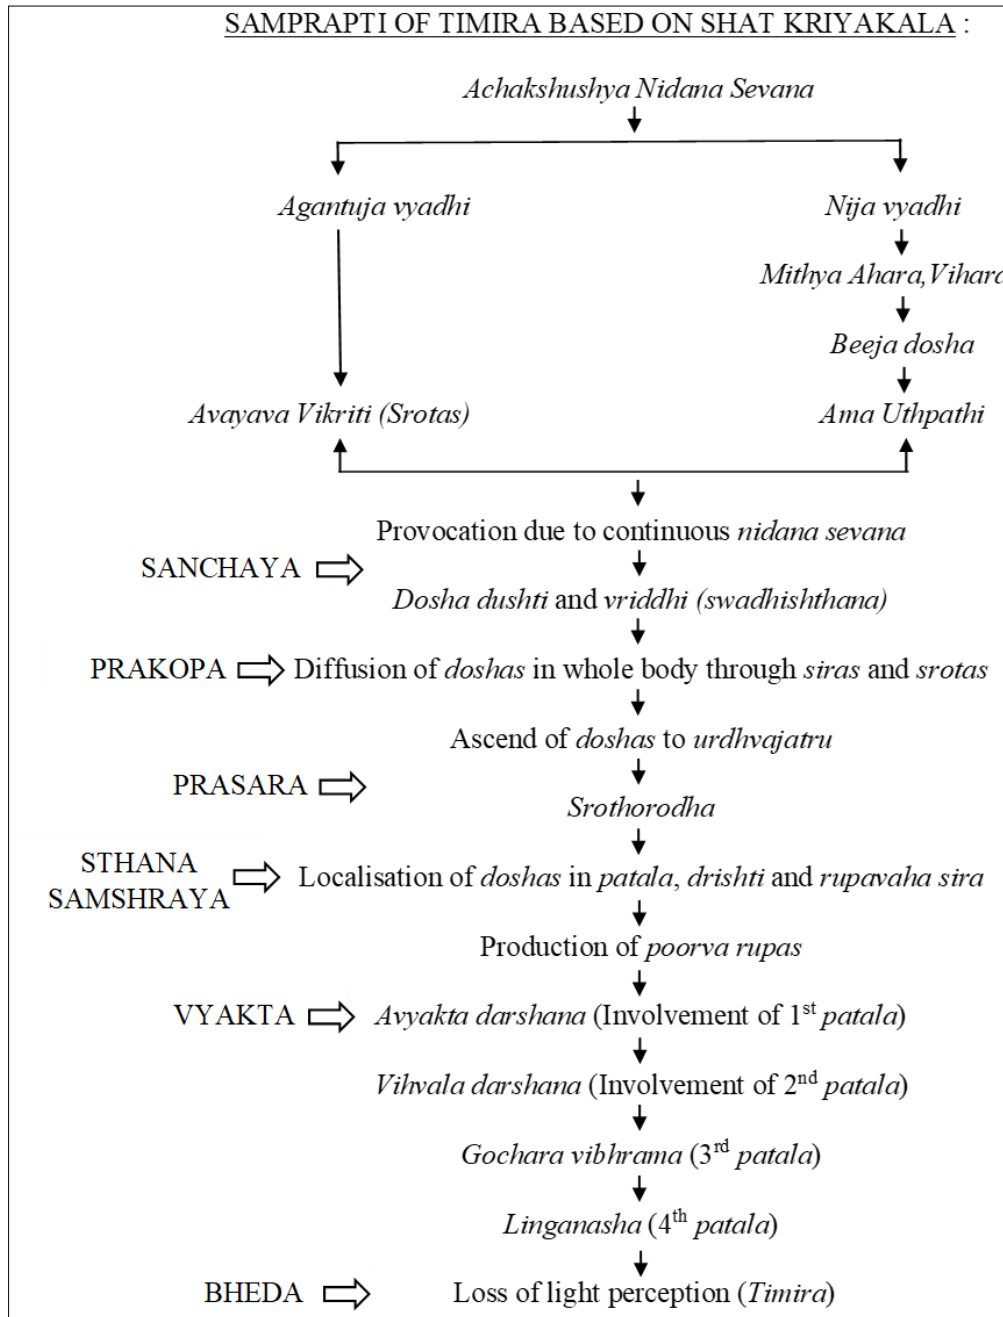 SAMPRAPTI OF TIMIRA BASED ON SHAT KRIYAKALA :
Achakshushya Nidana Sevana
Agantuja vyadhi
Nija vyadhi
Mithya Ahara,Vihara
Beeja dosha
Avayava Vikriti (Srotas)
Ama Uthpathi
Provocation due to continuous nidana sevana
SANCHAYA
Dosha dushti and vriddhi (swadhishthana)
PRAKOPA
Diffusion of doshas in whole body through siras and srotas
Ascend of doshas to urdhvajatru
PRASARA
Srothorodha
STHANA
SAMSHRAYA
Localisation of doshas in patala, drishti and rupavaha sira
Production of poorva rupas
VYAKTA
Avyakta darshana (Involvement of 1st patala)
Vihvala darshana (Involvement of 2nd patala)
Gochara vibhrama (3rd patala)
Linganasha (4th patala)
BHEDA
Loss of light perception (Timira)